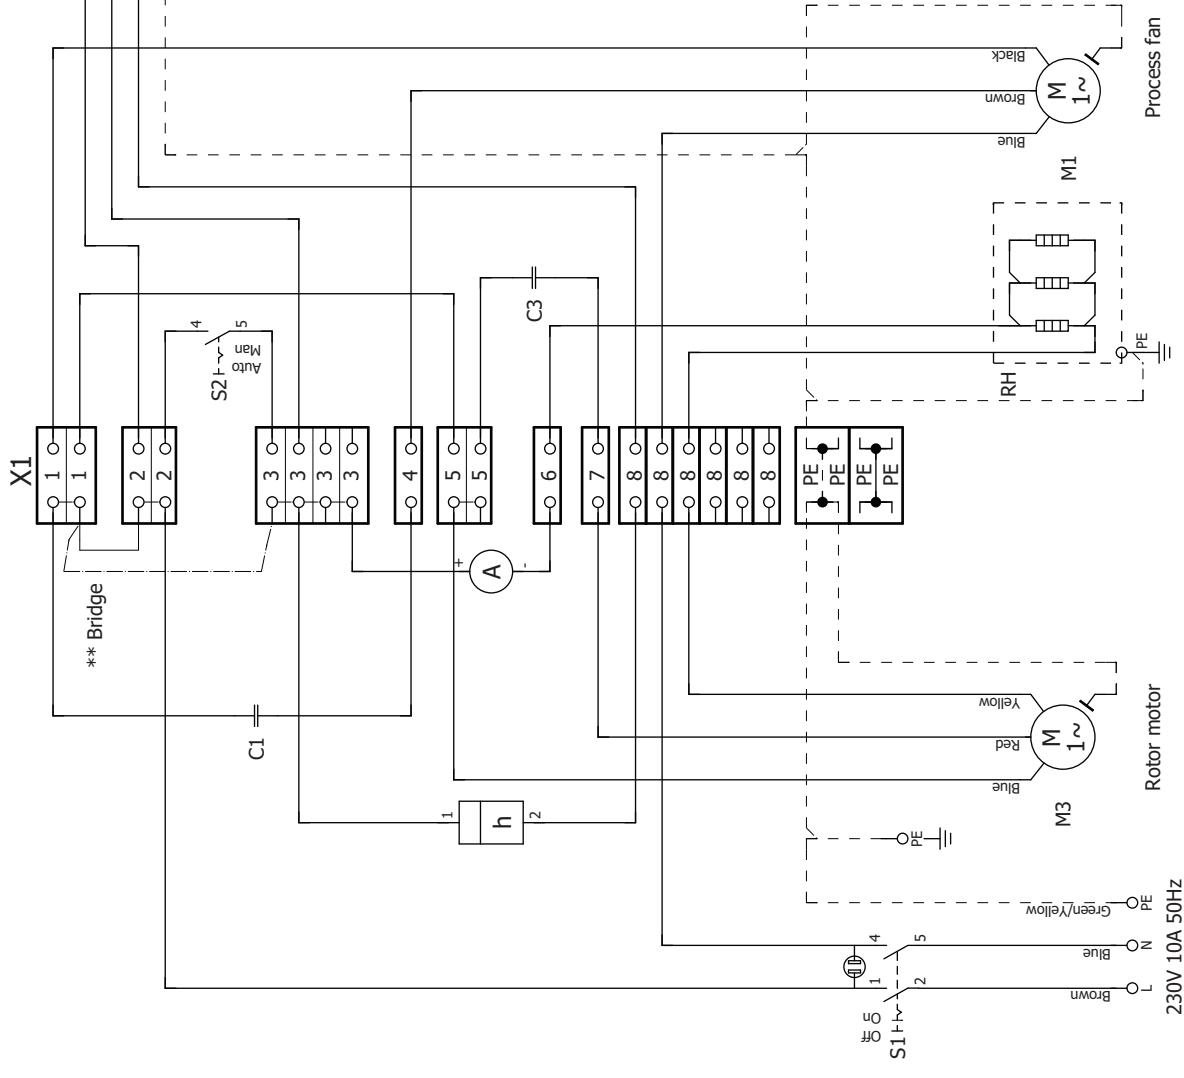 X1
1
1
2
2
3
3
3
3
4
5
5
6
7
8
8
8
8
8
8
PE
PE
PE
PE
Black
Brown
Blue
M
1~
M1
Process fan
4
5
Man
Auto
S2
C3
RH
PE
** Bridge
+
A
-
C1
1
h
2
Yellow
Red
Blue
M
1~
M3
Rotor motor
PE
Green/Yellow
PE
Blue
N
Brown
L
4
5
1
2
On
Off
S1
230V 10A 50Hz